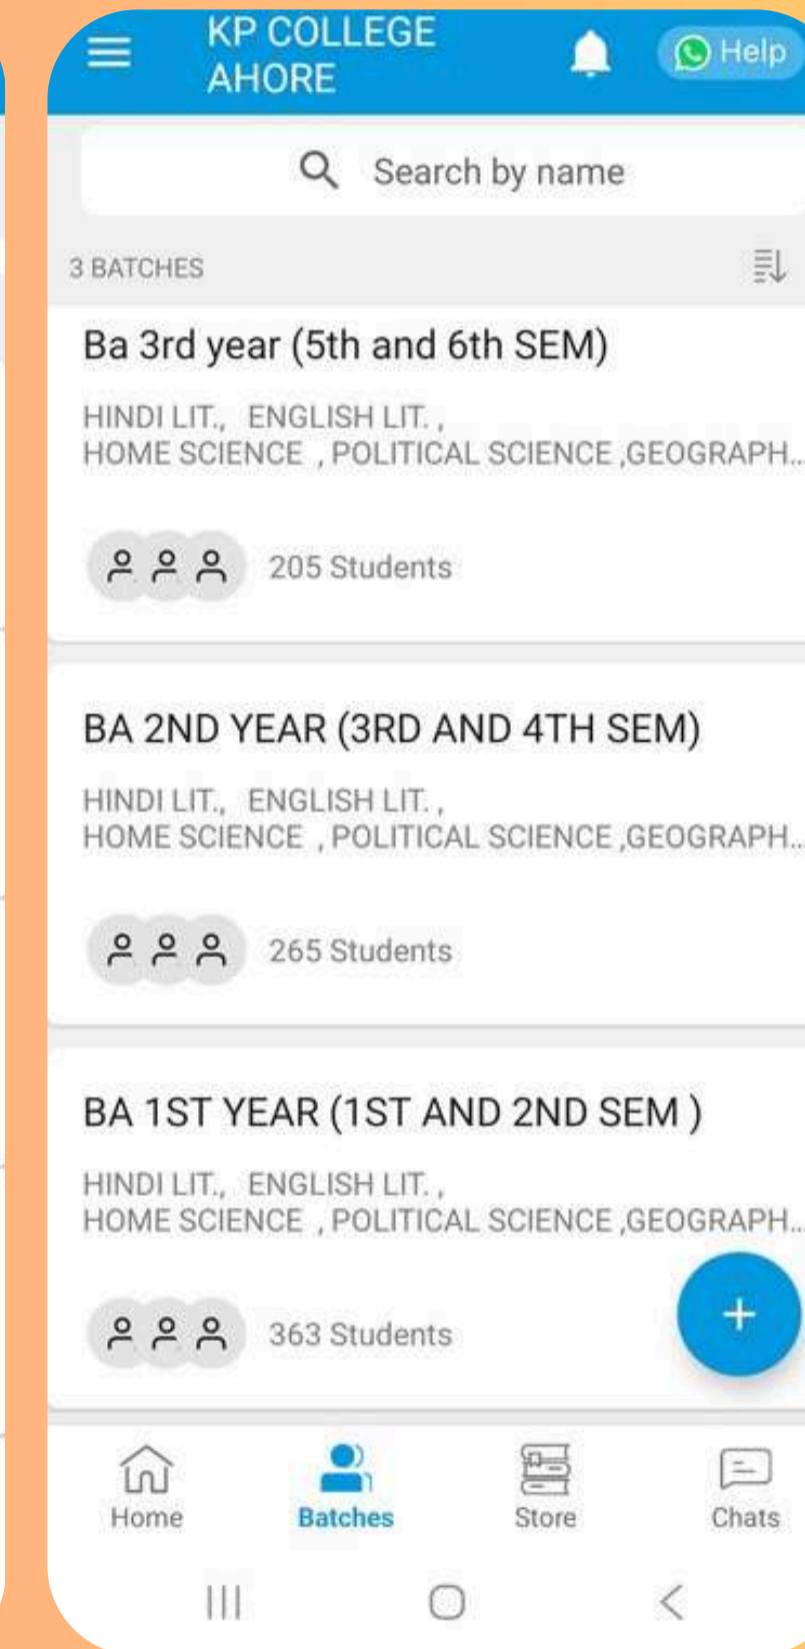 KP COLLEGE
AHORE
Help
Search by name
3 BATCHES
Ba 3rd year (5th and 6th SEM)
HINDI LIT., ENGLISH LIT. ,
HOME SCIENCE , POLITICAL SCIENCE ,GEOGRAPH...
205 Students
BA 2ND YEAR (3RD AND 4TH SEM)
HINDI LIT., ENGLISH LIT. ,
HOME SCIENCE , POLITICAL SCIENCE ,GEOGRAPH...
265 Students
BA 1ST YEAR (1ST AND 2ND SEM )
HINDI LIT., ENGLISH LIT. ,
HOME SCIENCE , POLITICAL SCIENCE ,GEOGRAPH...
363 Students
Home Batches Store Chats